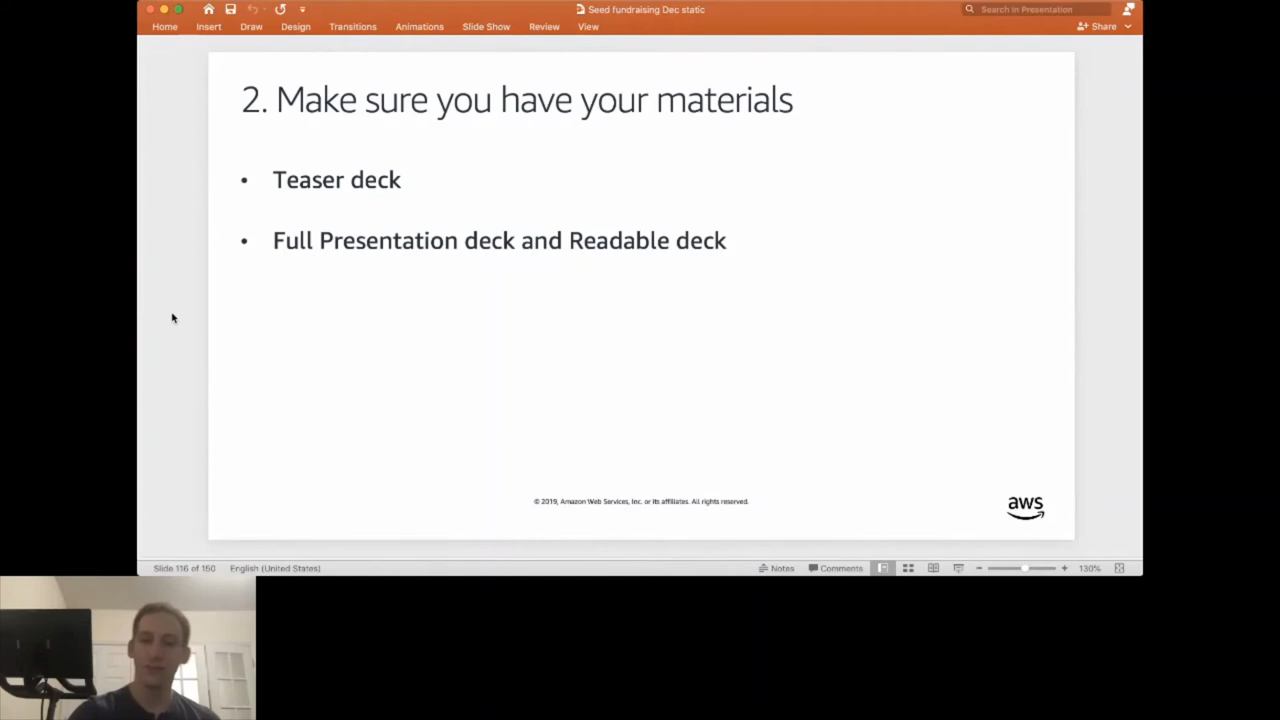 Seed fundraising Dec static
Search in Presentation
Home Insert Draw Design Transitions Animations Slide Show Review View
Share
2. Make sure you have your materials
• Teaser deck
• Full Presentation deck and Readable deck
© 2019, Amazon Web Services, Inc. or its affiliates. All rights reserved.
aws
Slide 116 of 150 English (United States) Notes Comments 130%